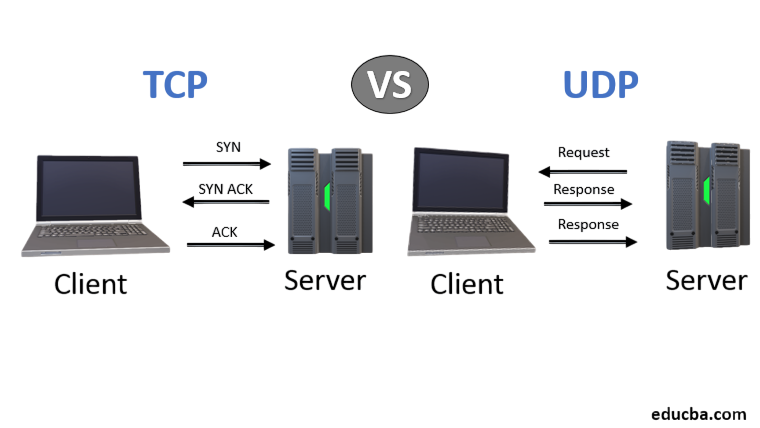 TCP
VS
UDP
SYN
SYN ACK
ACK
Client
Server
Request
Response
Response
Client
Server
educba.com